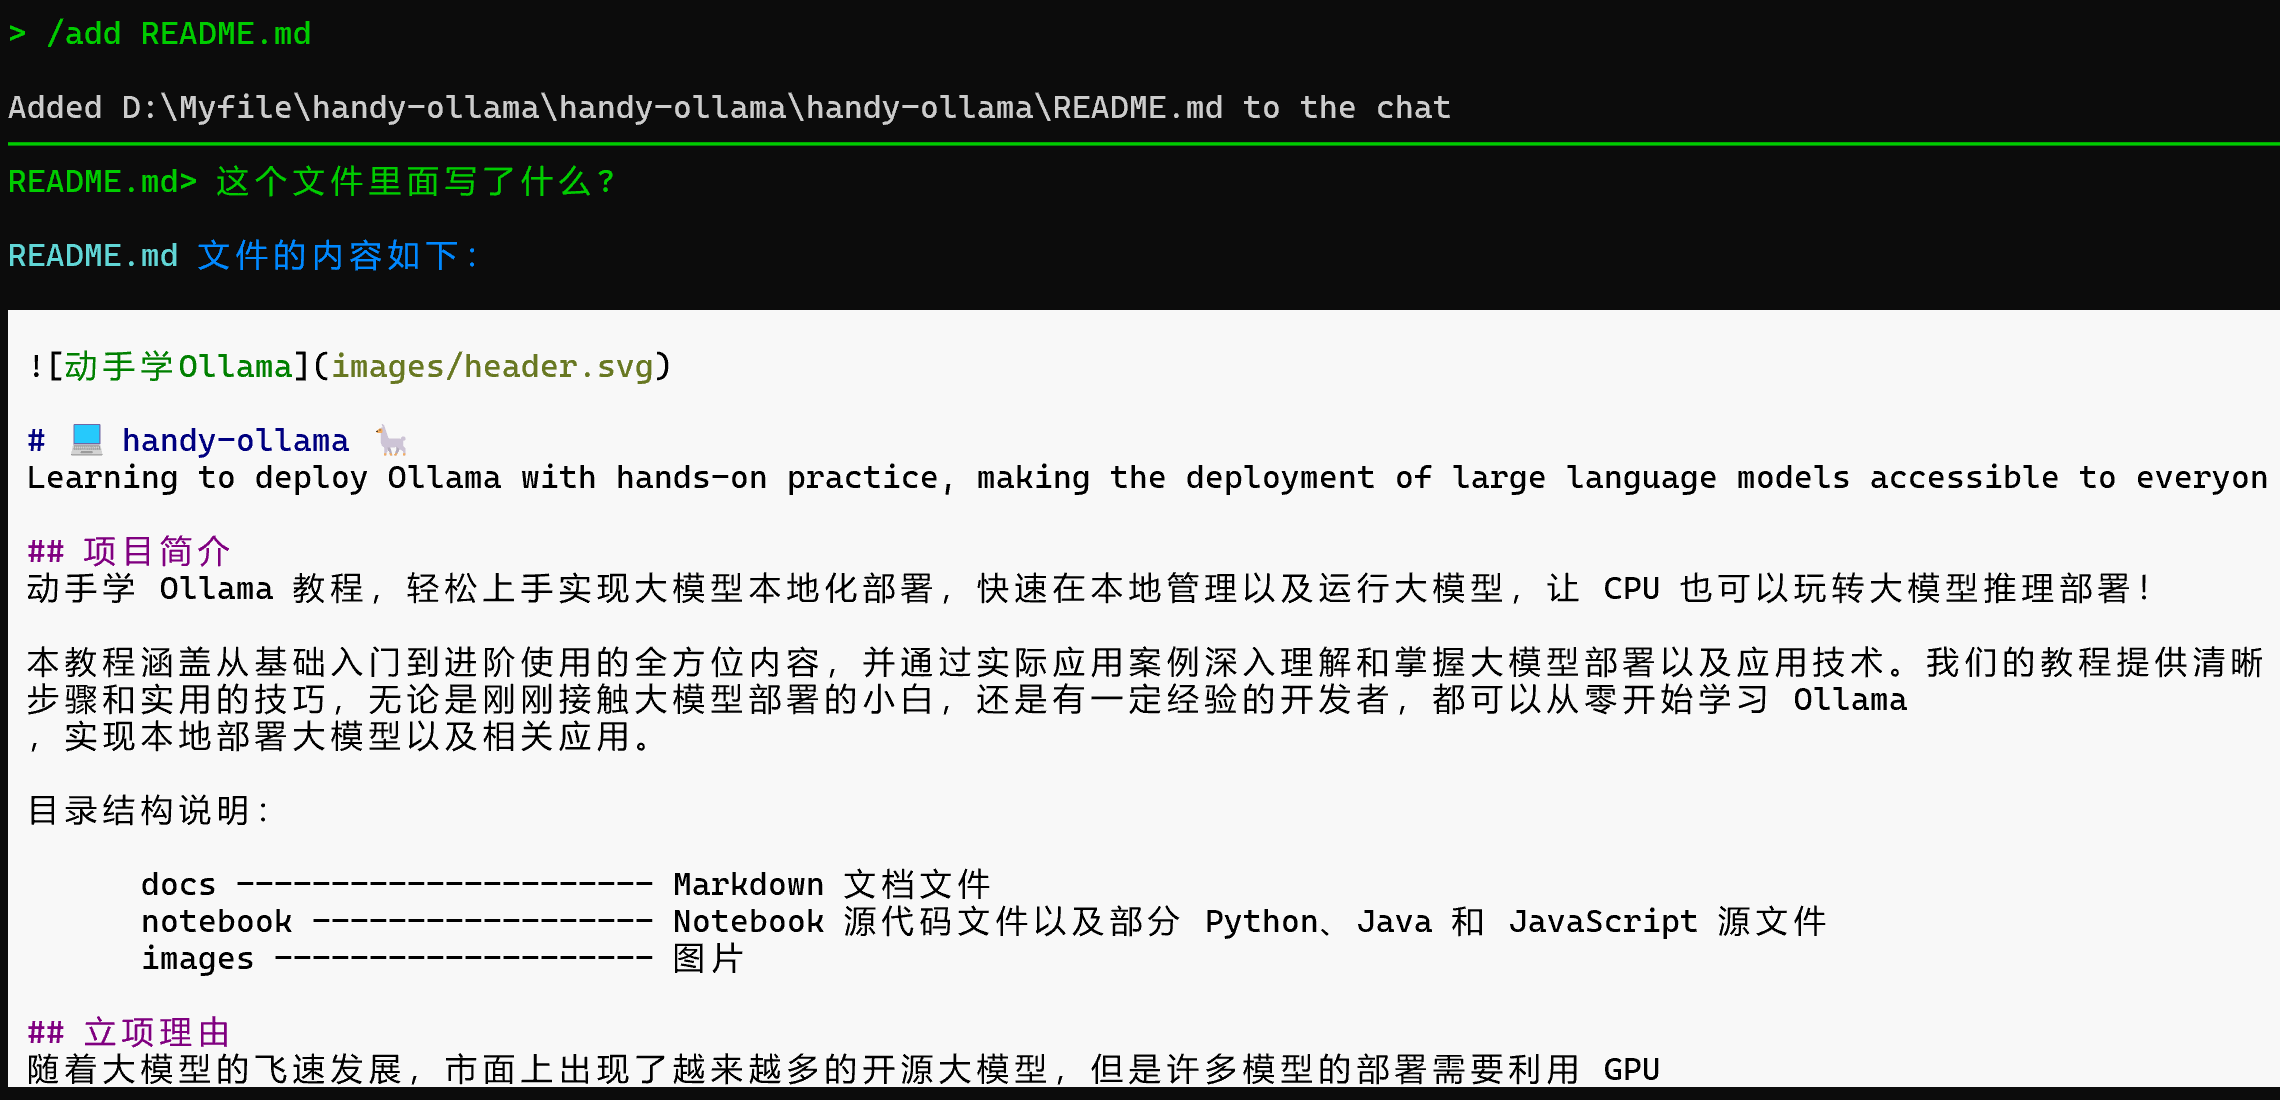 > /add README.md
Added D:\Myfile\handy-ollama\handy-ollama\handy-ollama\README.md to the chat
README.md> 这个文件里面写了什么?
README.md 文件的内容如下:
![动手学Ollama](images/header.svg)
# 💻 handy-ollama 🦙
Learning to deploy Ollama with hands-on practice, making the deployment of large language models accessible to everyon
## 项目简介
动手学 Ollama 教程，轻松上手实现大模型本地化部署，快速在本地管理以及运行大模型，让 CPU 也可以玩转大模型推理部署！
本教程涵盖从基础入门到进阶使用的全方位内容，并通过实际应用案例深入理解和掌握大模型部署以及应用技术。我们的教程提供清晰
步骤和实用的技巧，无论是刚刚接触大模型部署的小白，还是有一定经验的开发者，都可以从零开始学习 Ollama
，实现本地部署大模型以及相关应用。
目录结构说明：
docs ---------------------- Markdown 文档文件
notebook ------------------ Notebook 源代码文件以及部分 Python、Java 和 JavaScript 源文件
images -------------------- 图片
## 立项理由
随着大模型的飞速发展，市面上出现了越来越多的开源大模型，但是许多模型的部署需要利用 GPU